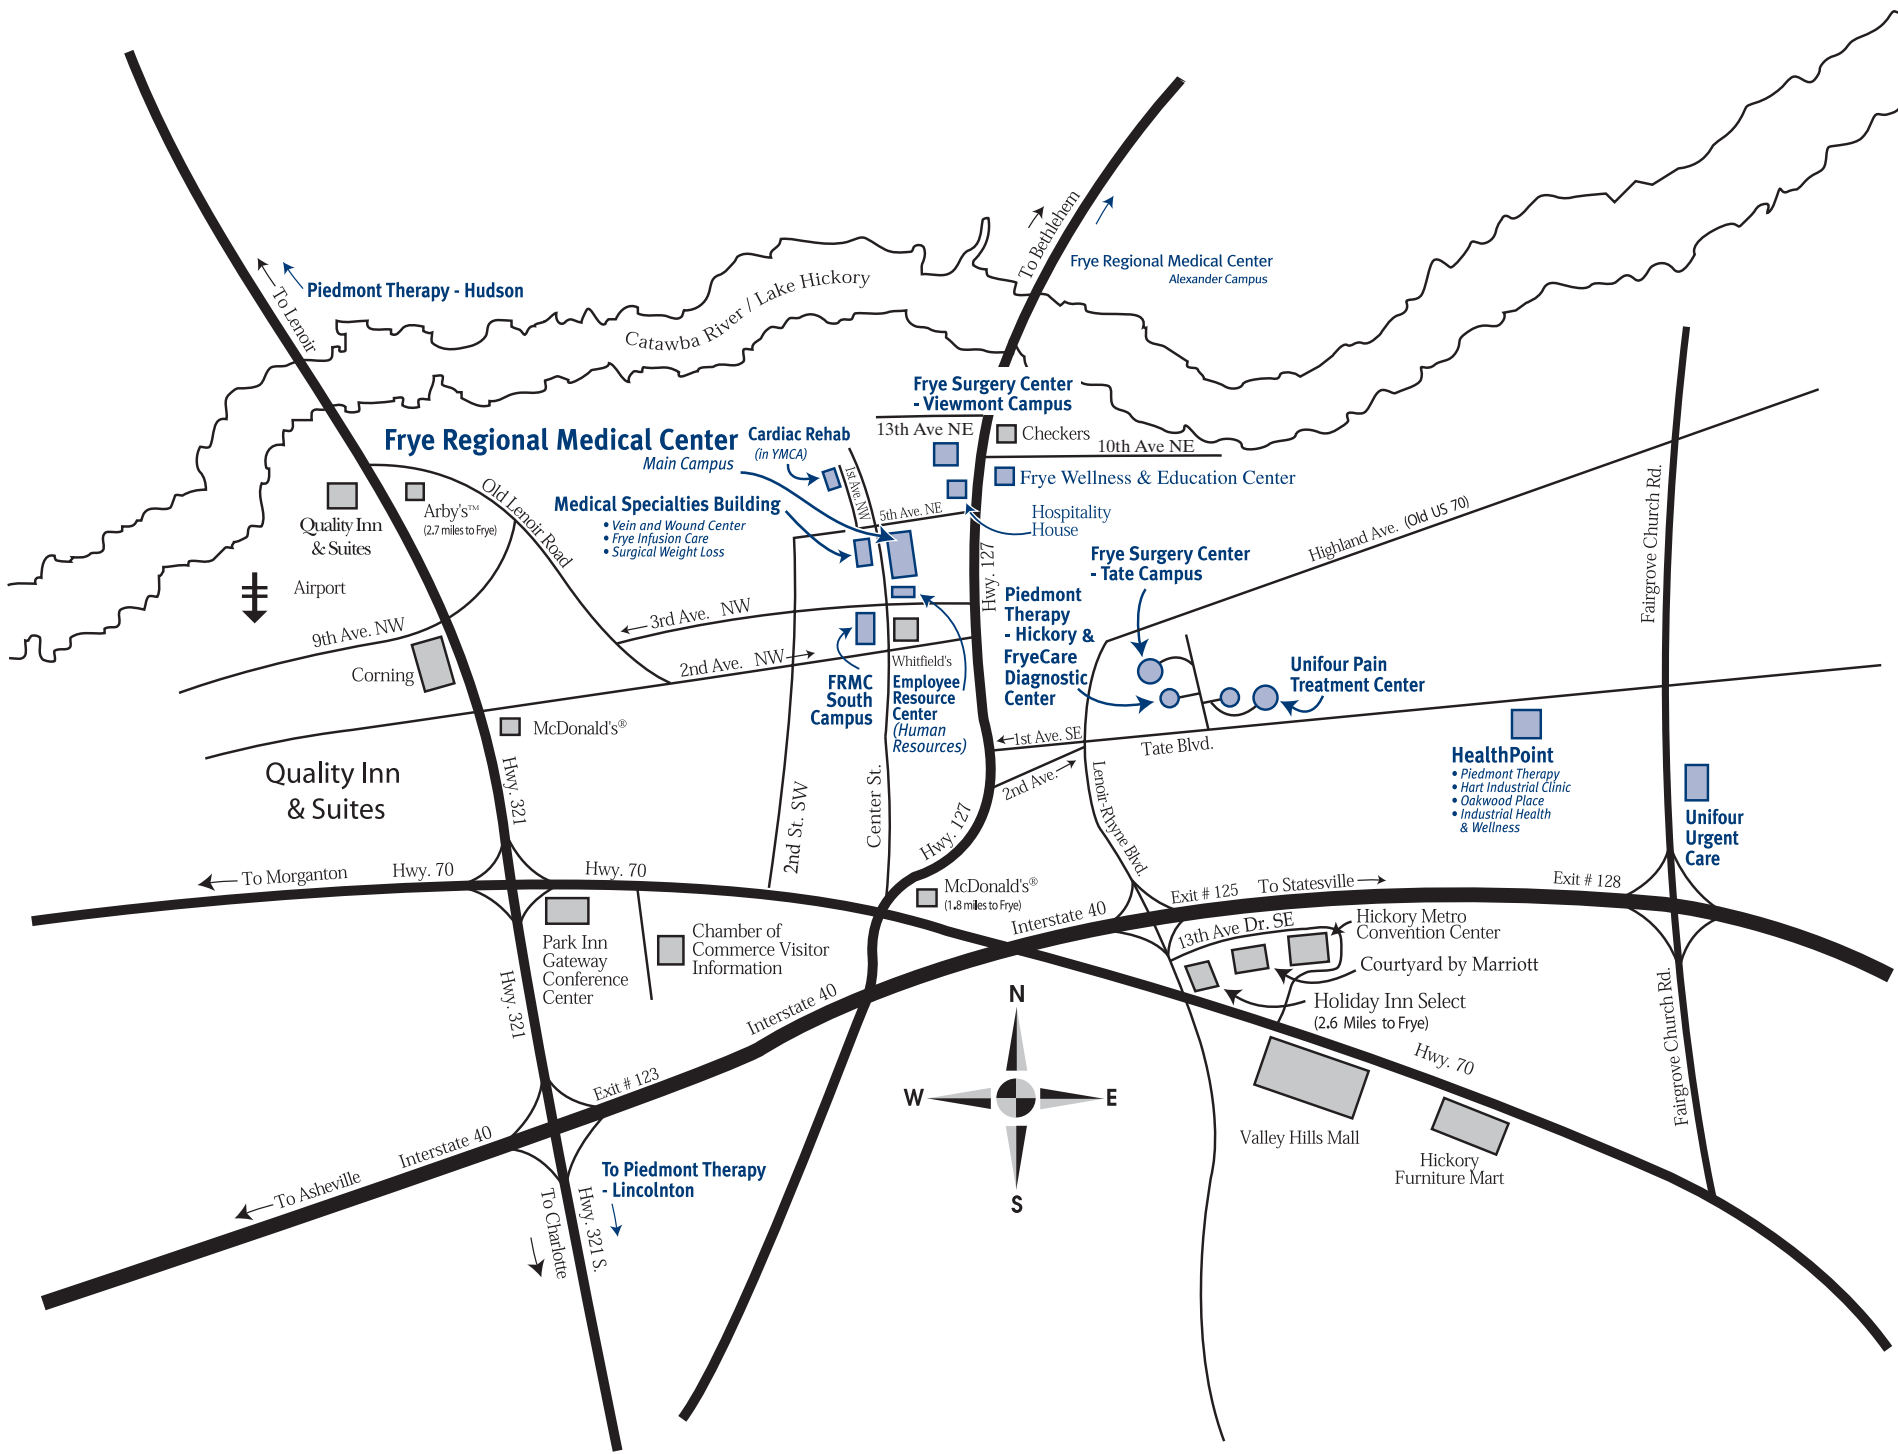 To Bethlehem
Frye Regional Medical Center
Alexander Campus
Piedmont Therapy - Hudson
To Lenoir
Catawba River / Lake Hickory
Frye Surgery Center
- Viewmont Campus
13th Ave NE
Checkers
10th Ave NE
Frye Regional Medical Center
Main Campus
Cardiac Rehab
(in YMCA)
1st Ave. NW
Frye Wellness & Education Center
Medical Specialties Building
• Vein and Wound Center
• Frye Infusion Care
• Surgical Weight Loss
5th Ave. NE
Hospitality
House
Quality Inn
& Suites
Arby's™
(2.7 miles to Frye)
Old Lenoir Road
Highland Ave. (Old US 70)
Fairgrove Church Rd.
Airport
Hwy. 127
Frye Surgery Center
- Tate Campus
Piedmont
Therapy
- Hickory &
FryeCare
Diagnostic
Center
9th Ave. NW
3rd Ave. NW
2nd Ave. NW
Corning
Whitfield's
FRMC
South
Campus
Employee
Resource
Center
(Human
Resources)
Unifour Pain
Treatment Center
McDonald's®
1st Ave. SE
Tate Blvd.
2nd Ave.
HealthPoint
• Piedmont Therapy
• Hart Industrial Clinic
• Oakwood Place
• Industrial Health
& Wellness
Quality Inn
& Suites
Hwy. 321
2nd St. SW
Center St.
Hwy. 127
Lenoir-Rhyne Blvd.
Unifour
Urgent
Care
To Morganton
Hwy. 70
Hwy. 70
McDonald's®
(1.8 miles to Frye)
Interstate 40
Exit # 125
To Statesville
Exit # 128
Park Inn
Gateway
Conference
Center
Chamber of
Commerce Visitor
Information
13th Ave Dr. SE
Hickory Metro
Convention Center
Courtyard by Marriott
Holiday Inn Select
(2.6 Miles to Frye)
Hwy. 321
Interstate 40
N
W
E
S
Hwy. 70
Fairgrove Church Rd.
Exit # 123
Valley Hills Mall
Hickory
Furniture Mart
Interstate 40
To Asheville
To Piedmont Therapy
- Lincolnton
To Charlotte
Hwy. 321 S.